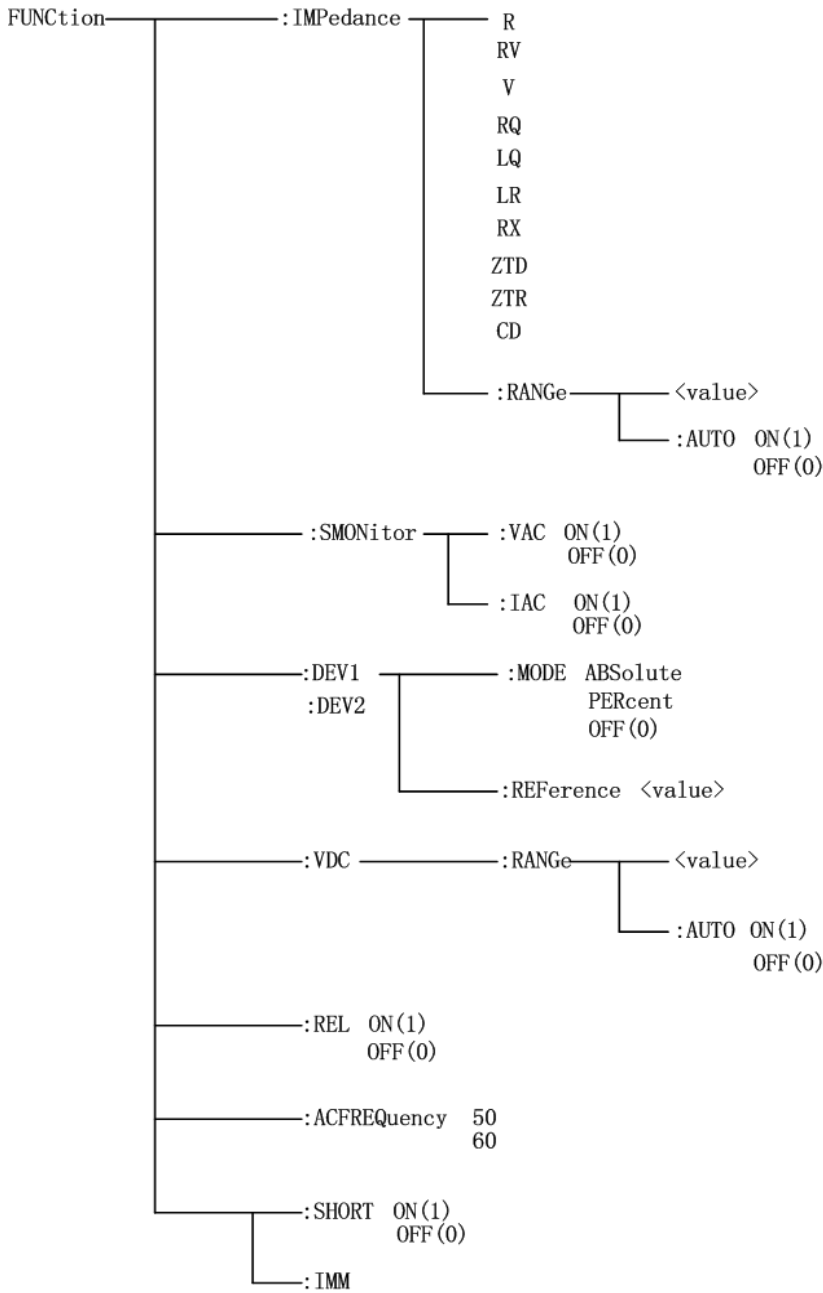 FUNCtion :IMPedance R
RV
V
RQ
LQ
LR
RX
ZTD
ZTR
CD
:RANGe <value>
:AUTO ON(1)
OFF(0)
:SMONitor :VAC ON(1)
OFF(0)
:IAC ON(1)
OFF(0)
:DEV1 :MODE ABSolute
:DEV2 PERcent
OFF(0)
:REFerence <value>
:VDC :RANGe <value>
:AUTO ON(1)
OFF(0)
:REL ON(1)
OFF(0)
:ACFREQuency 50
60
:SHORT ON(1)
OFF(0)
:IMM